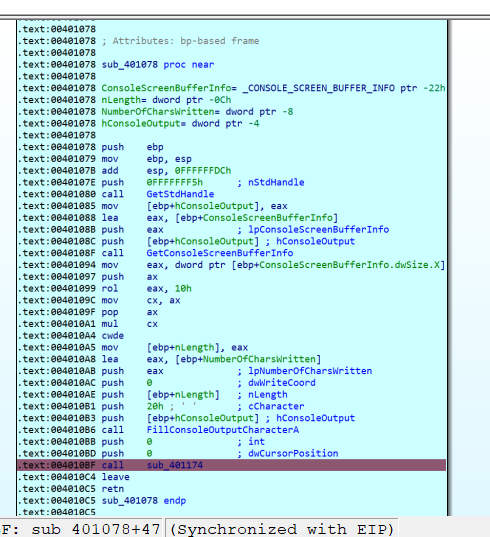 .text:00401078
.text:00401078 ; Attributes: bp-based frame
.text:00401078
.text:00401078 sub_401078 proc near
.text:00401078
.text:00401078 ConsoleScreenBufferInfo= _CONSOLE_SCREEN_BUFFER_INFO ptr -22h
.text:00401078 nLength= dword ptr -0Ch
.text:00401078 NumberOfCharsWritten= dword ptr -8
.text:00401078 hConsoleOutput= dword ptr -4
.text:00401078
.text:00401078 push ebp
.text:00401079 mov ebp, esp
.text:0040107B add esp, 0FFFFFFDCh
.text:0040107E push 0FFFFFFF5h ; nStdHandle
.text:00401080 call GetStdHandle
.text:00401085 mov [ebp+hConsoleOutput], eax
.text:00401088 lea eax, [ebp+ConsoleScreenBufferInfo]
.text:0040108B push eax ; lpConsoleScreenBufferInfo
.text:0040108C push [ebp+hConsoleOutput] ; hConsoleOutput
.text:0040108F call GetConsoleScreenBufferInfo
.text:00401094 mov eax, dword ptr [ebp+ConsoleScreenBufferInfo.dwSize.X]
.text:00401097 push ax
.text:00401099 rol eax, 10h
.text:0040109C mov cx, ax
.text:0040109F pop ax
.text:004010A1 mul cx
.text:004010A4 cwde
.text:004010A5 mov [ebp+nLength], eax
.text:004010A8 lea eax, [ebp+NumberOfCharsWritten]
.text:004010AB push eax ; lpNumberOfCharsWritten
.text:004010AC push 0 ; dwWriteCoord
.text:004010AE push [ebp+nLength] ; nLength
.text:004010B1 push 20h ; ' ' ; cCharacter
.text:004010B3 push [ebp+hConsoleOutput] ; hConsoleOutput
.text:004010B6 call FillConsoleOutputCharacterA
.text:004010BB push 0 ; int
.text:004010BD push 0 ; dwCursorPosition
.text:004010BF call sub_401174
.text:004010C4 leave
.text:004010C5 retn
.text:004010C5 sub_401078 endp
.text:004010C5
F: sub_401078+47 (Synchronized with EIP)